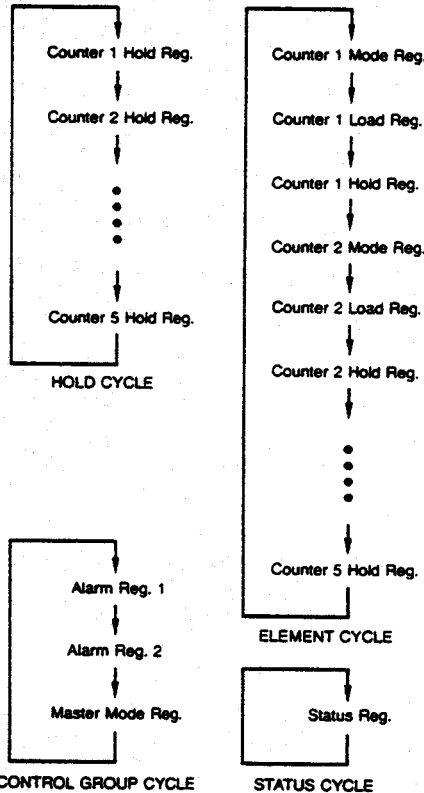 Counter 1 Hold Reg.
Counter 2 Hold Reg.
Counter 5 Hold Reg.
HOLD CYCLE
Counter 1 Mode Reg.
Counter 1 Load Reg.
Counter 1 Hold Reg.
Counter 2 Mode Reg.
Counter 2 Load Reg.
Counter 2 Hold Reg.
Counter 5 Hold Reg.
ELEMENT CYCLE
Alarm Reg. 1
Alarm Reg. 2
Master Mode Reg.
CONTROL GROUP CYCLE
Status Reg.
STATUS CYCLE